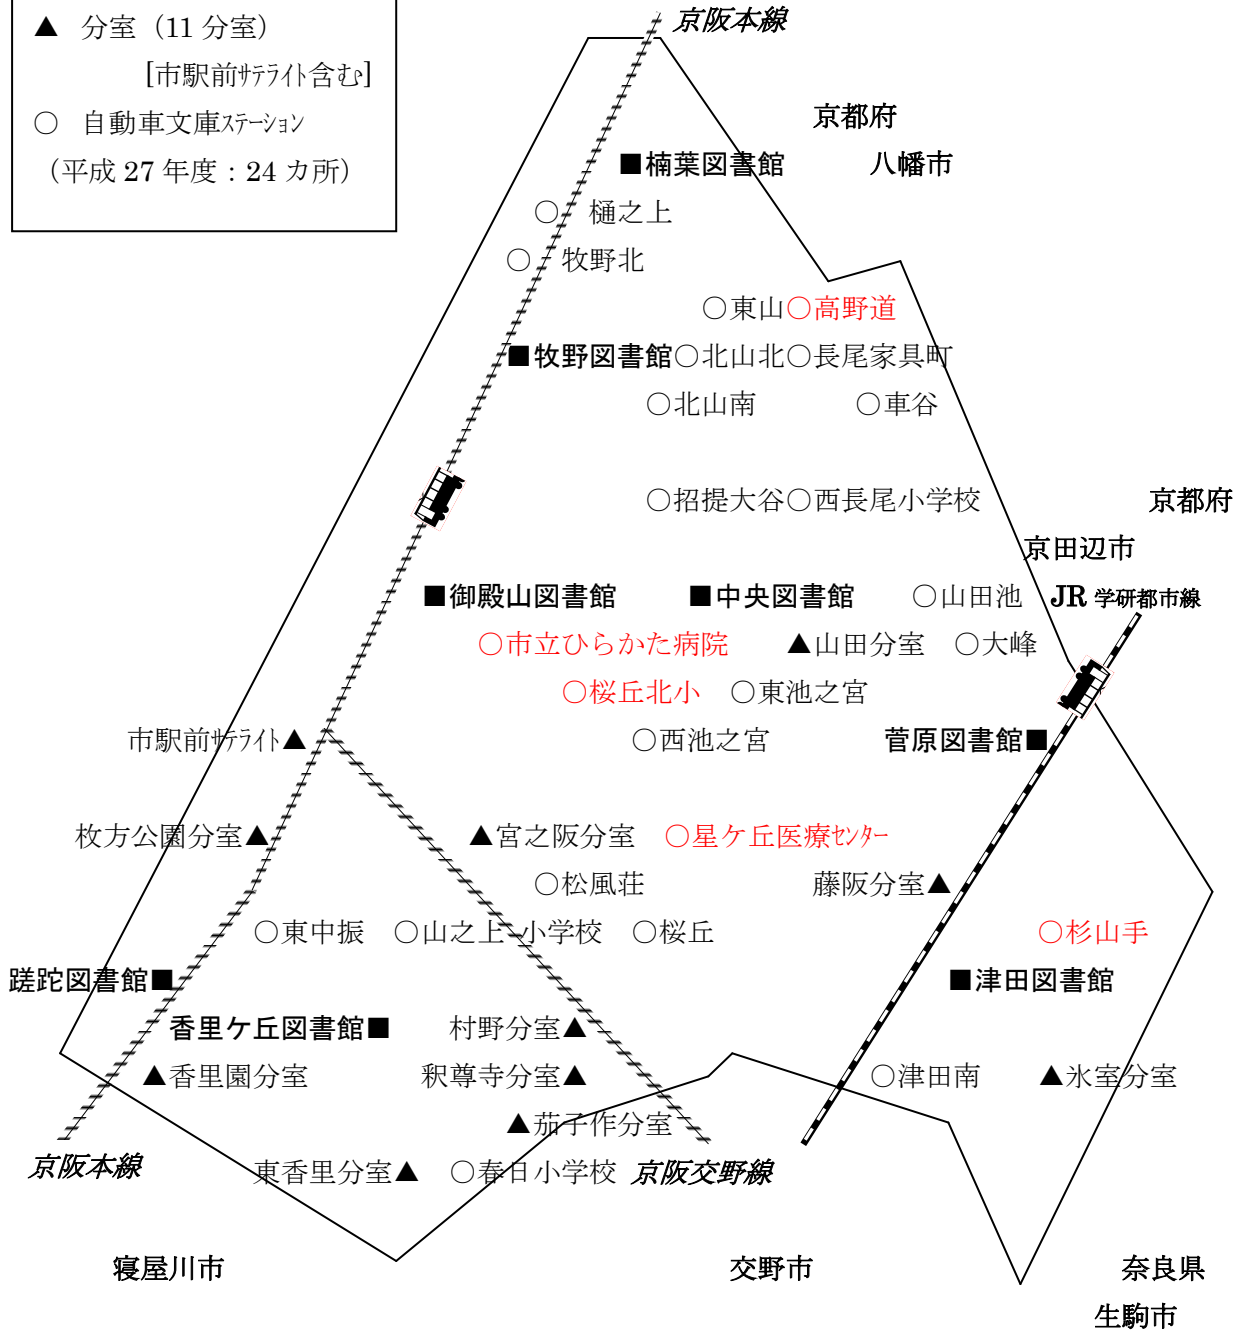 ▲ 分室（11 分室）
[市駅前ｻﾃﾗｲﾄ含む]
○ 自動車文庫ｽﾃｰｼｮﾝ
（平成 27 年度：24 カ所）
京阪本線
京都府
■楠葉図書館
八幡市
○ 樋之上
○ 牧野北
○東山○高野道
■牧野図書館○北山北○長尾家具町
○北山南
○車谷
○招提大谷○西長尾小学校
京都府
京田辺市
■御殿山図書館
■中央図書館
○山田池
JR 学研都市線
○市立ひらかた病院
▲山田分室
○大峰
○桜丘北小
○東池之宮
市駅前ｻﾃﾗｲﾄ▲
○西池之宮
菅原図書館■
枚方公園分室▲
▲宮之阪分室
○星ケ丘医療ｾﾝﾀｰ
○松風荘
藤阪分室▲
○東中振
○山之上 小学校
○桜丘
○杉山手
蹉跎図書館■
■津田図書館
香里ケ丘図書館■
村野分室▲
▲香里園分室
釈尊寺分室▲
○津田南
▲氷室分室
▲茄子作分室
京阪本線
東香里分室▲
○春日小学校
京阪交野線
寝屋川市
交野市
奈良県
生駒市